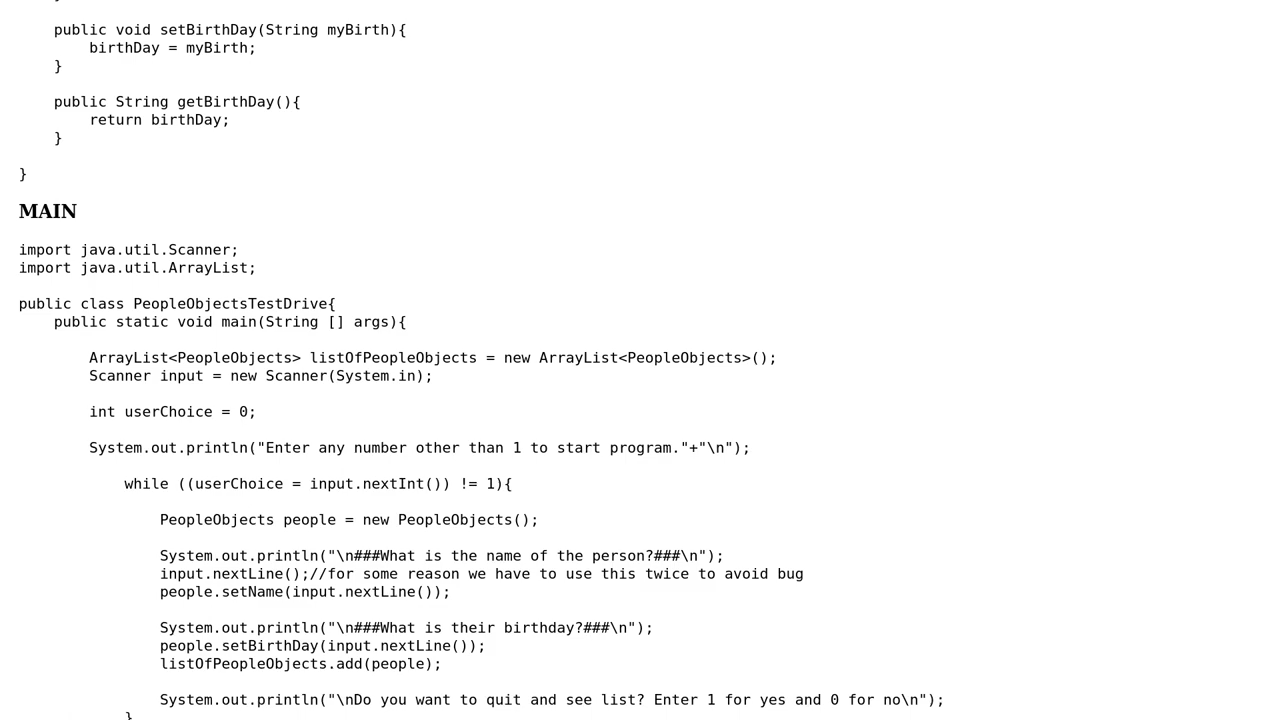 public void setBirthDay(String myBirth){
        birthDay = myBirth;
    }
    public String getBirthDay(){
        return birthDay;
    }
}
MAIN
import java.util.Scanner;
import java.util.ArrayList;
public class PeopleObjectsTestDrive{
    public static void main(String [] args){
        ArrayList<PeopleObjects> listOfPeopleObjects = new ArrayList<PeopleObjects>();
        Scanner input = new Scanner(System.in);
        int userChoice = 0;
        System.out.println("Enter any number other than 1 to start program."+"\n");
            while ((userChoice = input.nextInt()) != 1){
                PeopleObjects people = new PeopleObjects();
                System.out.println("\n###What is the name of the person?###\n");
                input.nextLine();//for some reason we have to use this twice to avoid bug
                people.setName(input.nextLine());
                System.out.println("\n###What is their birthday?###\n");
                people.setBirthDay(input.nextLine());
                listOfPeopleObjects.add(people);
                System.out.println("\nDo you want to quit and see list? Enter 1 for yes and 0 for no\n");
            }